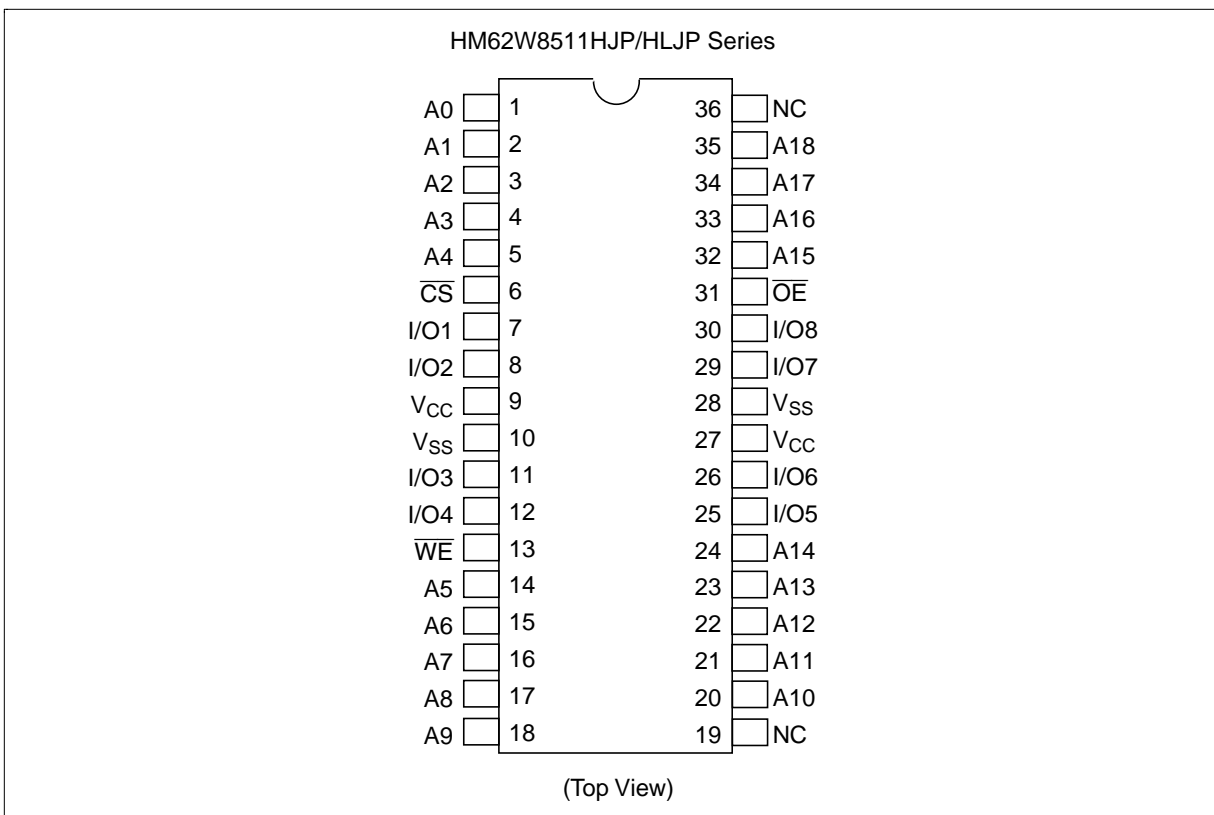 HM62W8511HJP/HLJP Series
A0 1 36 NC
A1 2 35 A18
A2 3 34 A17
A3 4 33 A16
A4 5 32 A15
C̅S̅ 6 31 O̅E̅
I/O1 7 30 I/O8
I/O2 8 29 I/O7
VCC 9 28 VSS
VSS 10 27 VCC
I/O3 11 26 I/O6
I/O4 12 25 I/O5
W̅E̅ 13 24 A14
A5 14 23 A13
A6 15 22 A12
A7 16 21 A11
A8 17 20 A10
A9 18 19 NC
(Top View)